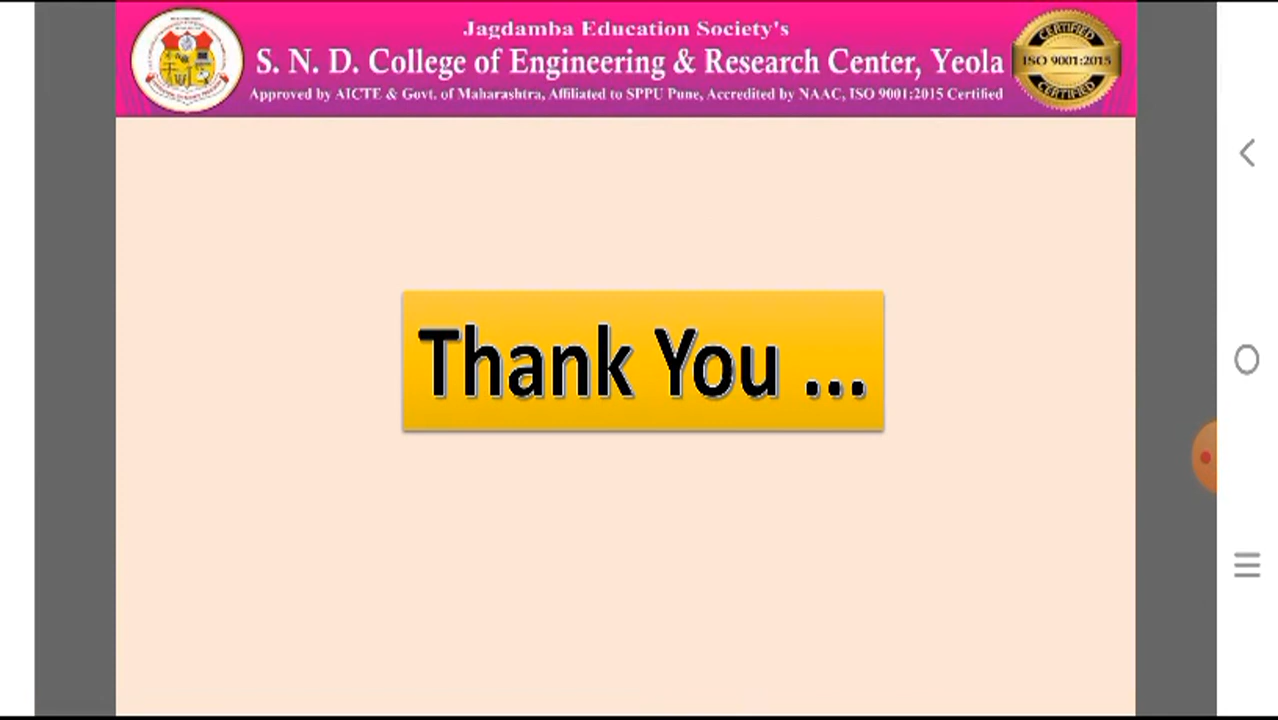 Jagdamba Education Society's
S. N. D. College of Engineering & Research Center, Yeola
Approved by AICTE & Govt. of Maharashtra, Affiliated to SPPU Pune, Accredited by NAAC, ISO 9001:2015 Certified
CERTIFIED
ISO 9001:2015
CERTIFIED
Thank You ...